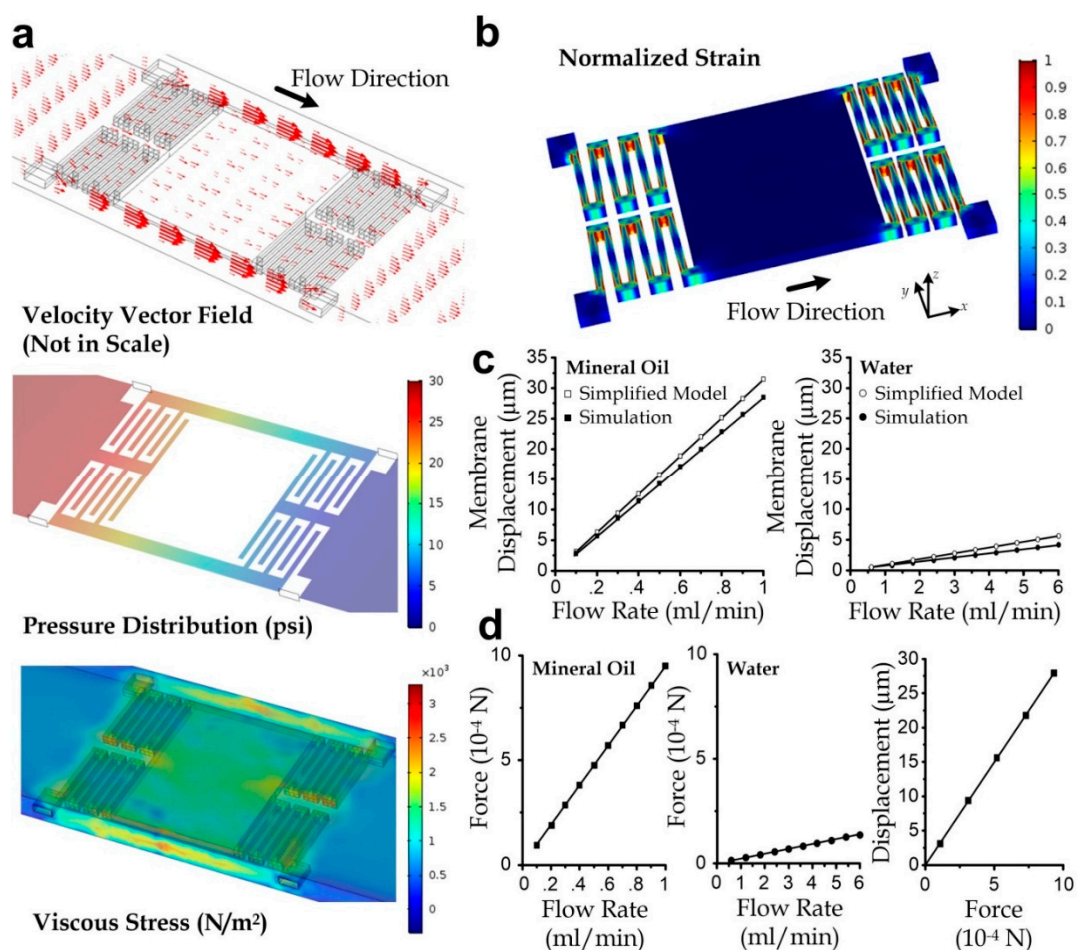 a
Flow Direction
Velocity Vector Field
(Not in Scale)
30
25
20
15
10
5
0
Pressure Distribution (psi)
×10³
3
2.5
2
1.5
1
0.5
0
Viscous Stress (N/m²)
b
Normalized Strain
1
0.9
0.8
0.7
0.6
0.5
0.4
0.3
0.2
0.1
0
Flow Direction
z
y
x
c
Membrane
Displacement (µm)
35
30
25
20
15
10
5
0
Mineral Oil
Simplified Model
Simulation
0 .2 .4 .6 .8 1
Flow Rate (ml/min)
Membrane
Displacement (µm)
35
30
25
20
15
10
5
0
Water
Simplified Model
Simulation
0 1 2 3 4 5 6
Flow Rate (ml/min)
d
Force (10⁻⁴ N)
10
5
0
Mineral Oil
0 .2 .4 .6 .8 1
Flow Rate
(ml/min)
Force (10⁻⁴ N)
10
5
0
Water
0 1 2 3 4 5 6
Flow Rate
(ml/min)
Displacement (µm)
30
25
20
15
10
5
0
0 5 10
Force
(10⁻⁴ N)